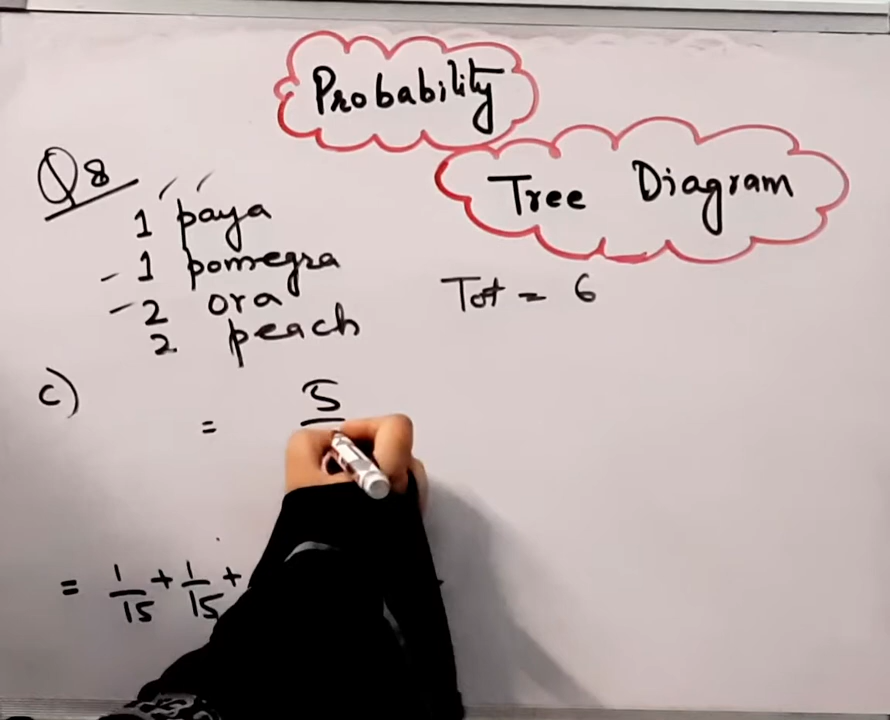 Probability
Tree Diagram
Q8
1 paya
- 1 pomegra
- 2 ora
2 peach
Tot = 6
c)
= 5
= 1/15 + 1/15 +